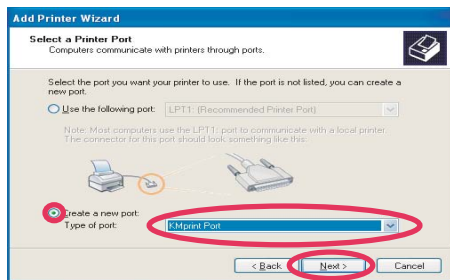 Add Printer Wizard
Select a Printer Port
Computers communicate with printers through ports.
Select the port you want your printer to use. If the port is not listed, you can create a
new port.
Use the following port: LPT1: (Recommended Printer Port)
Note: Most computers use the LPT1: port to communicate with a local printer.
The connector for this port should look something like this:
Create a new port:
Type of port: KMprint Port
< Back Next > Cancel